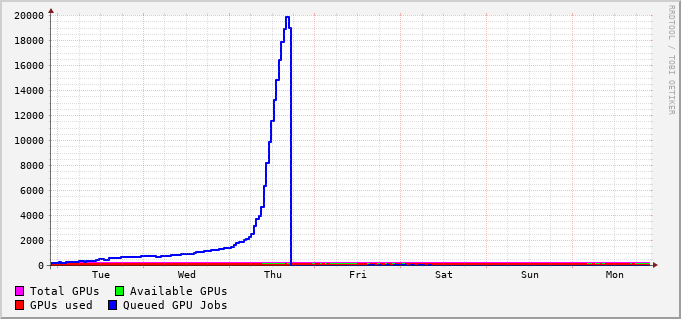 RRDTOOL / TOBI OETIKER
20000
18000
16000
14000
12000
10000
8000
6000
4000
2000
0
Tue Wed Thu Fri Sat Sun Mon
Total GPUs Available GPUs
GPUs used Queued GPU Jobs